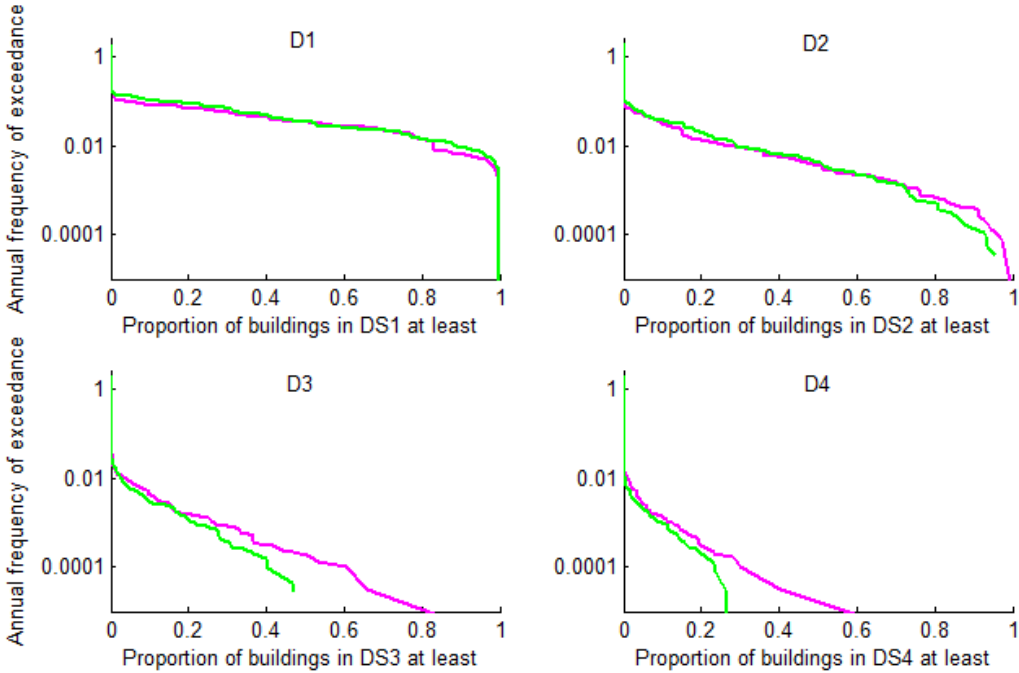 D1
Annual frequency of exceedance
1
0.01
0.0001
0 0.2 0.4 0.6 0.8 1
Proportion of buildings in DS1 at least
D2
1
0.01
0.0001
0 0.2 0.4 0.6 0.8 1
Proportion of buildings in DS2 at least
D3
Annual frequency of exceedance
1
0.01
0.0001
0 0.2 0.4 0.6 0.8 1
Proportion of buildings in DS3 at least
D4
1
0.01
0.0001
0 0.2 0.4 0.6 0.8 1
Proportion of buildings in DS4 at least